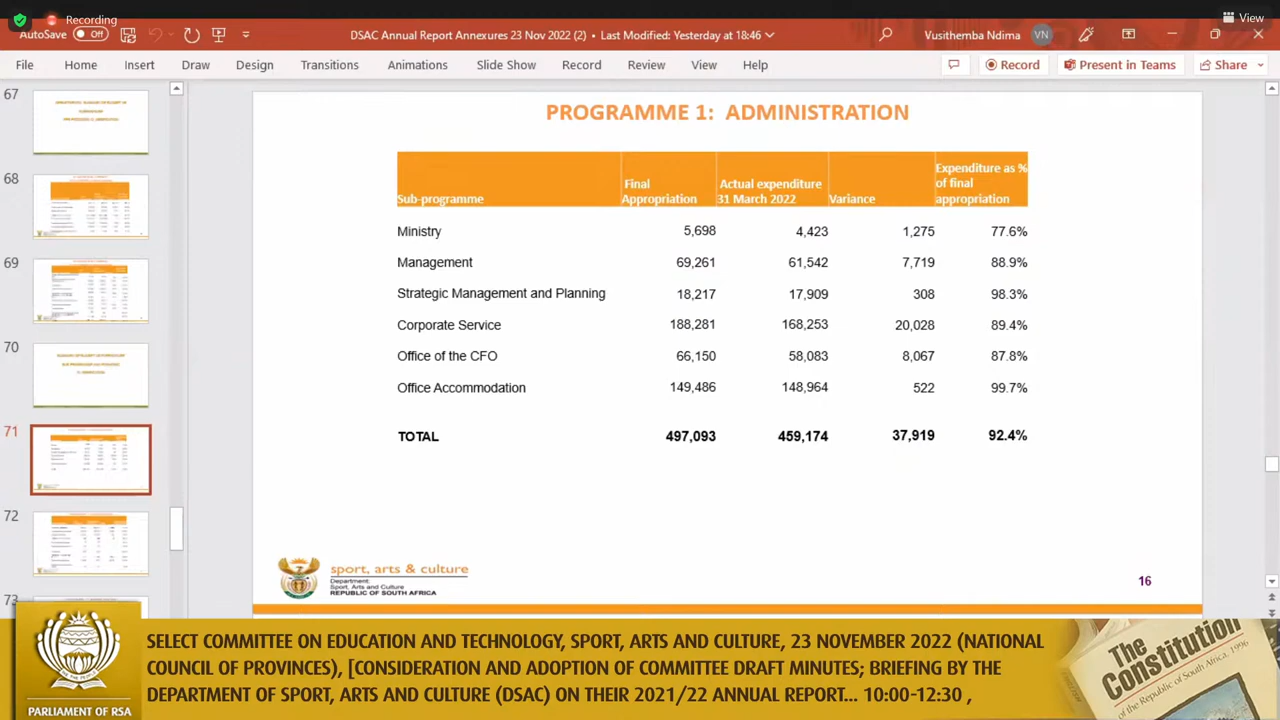 Recording
View
AutoSave Off
DSAC Annual Report Annexures 23 Nov 2022 (2) • Last Modified: Yesterday at 18:46
Vusithemba Ndima VN
File Home Insert Draw Design Transitions Animations Slide Show Record Review View Help Record Present in Teams Share
67
68
69
70
71
72
73
PROGRAMME 1: ADMINISTRATION
Sub-programme Final Appropriation Actual expenditure 31 March 2022 Variance Expenditure as % of final appropriation
Ministry 5,698 4,423 1,275 77.6%
Management 69,261 61,542 7,719 88.9%
Strategic Management and Planning 18,217 17,909 308 98.3%
Corporate Service 188,281 168,253 20,028 89.4%
Office of the CFO 66,150 58,083 8,067 87.8%
Office Accommodation 149,486 148,964 522 99.7%
TOTAL 497,093 459,174 37,919 92.4%
sport, arts & culture
Department:
Sport, Arts and Culture
REPUBLIC OF SOUTH AFRICA
16
SELECT COMMITTEE ON EDUCATION AND TECHNOLOGY, SPORT, ARTS AND CULTURE, 23 NOVEMBER 2022 (NATIONAL
COUNCIL OF PROVINCES), [CONSIDERATION AND ADOPTION OF COMMITTEE DRAFT MINUTES; BRIEFING BY THE
DEPARTMENT OF SPORT, ARTS AND CULTURE (DSAC) ON THEIR 2021/22 ANNUAL REPORT... 10:00-12:30 ,
PARLIAMENT OF RSA
The
Constitution
of the Republic of South Africa, 1996